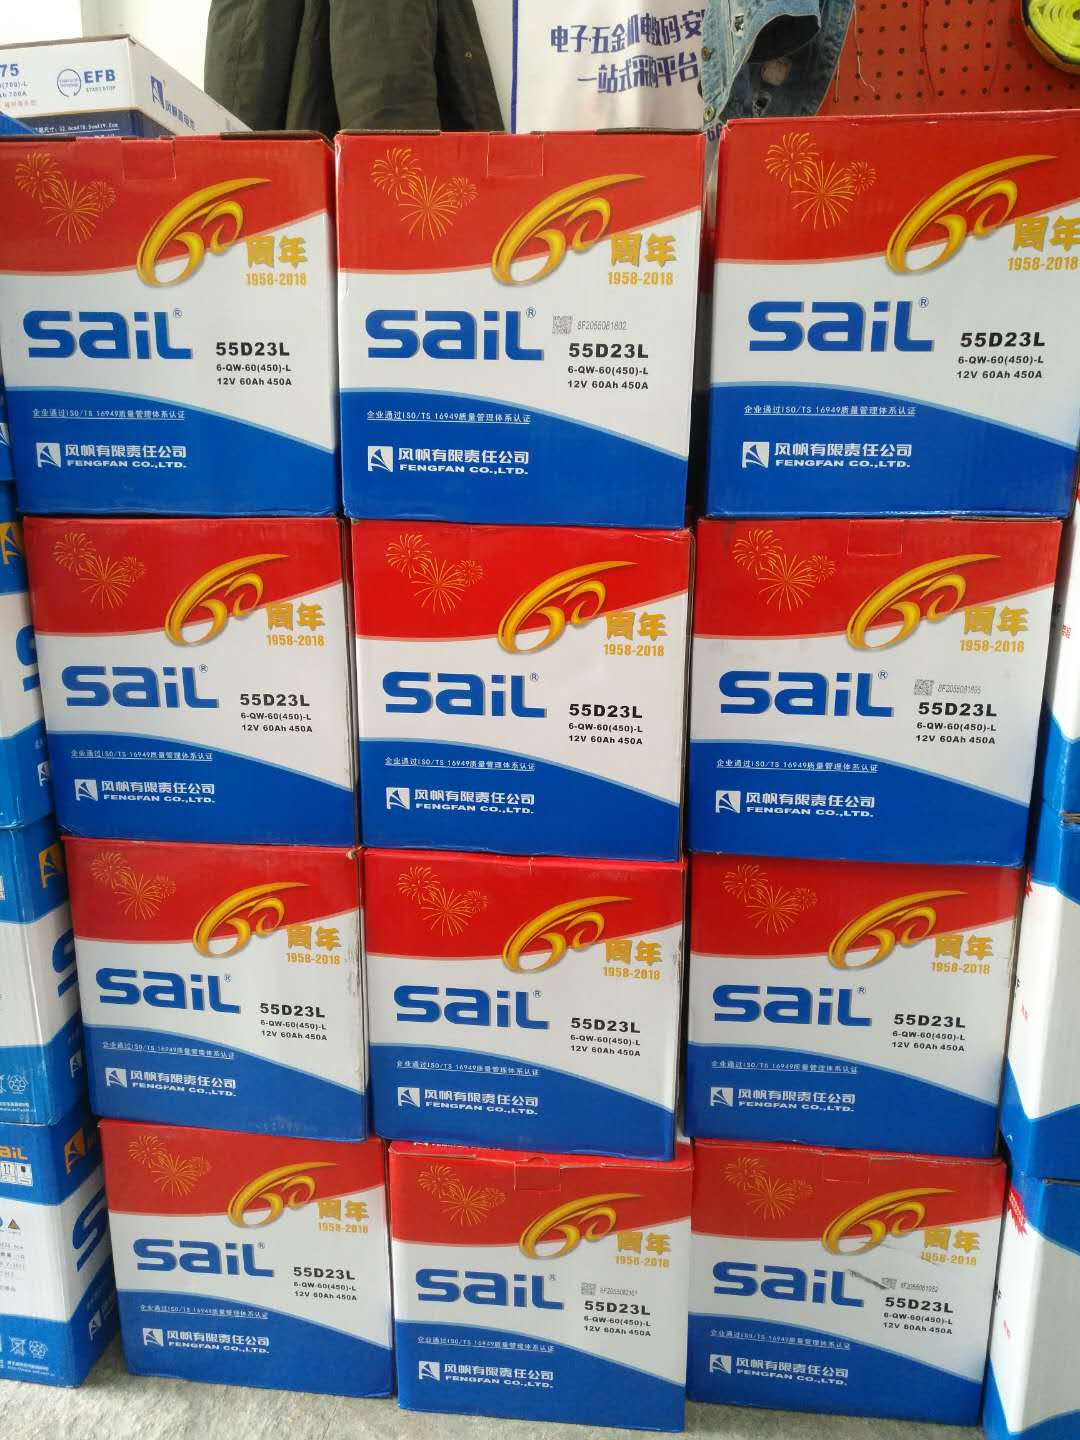 电子·五金机电数码·安
一站式采购平台
75
EFB
START STOP
60周年
1958-2018
sail®
55D23L
6-QW-60(450)-L
12V 60Ah 450A
企业通过ISO/TS 16949质量管理体系认证
风帆有限责任公司
FENGFAN CO.,LTD.
60周年
1958-2018
sail®
55D23L
6-QW-60(450)-L
12V 60Ah 450A
企业通过ISO/TS 16949质量管理体系认证
风帆有限责任公司
FENGFAN CO.,LTD.
60周年
1958-2018
sail®
55D23L
6-QW-60(450)-L
12V 60Ah 450A
企业通过ISO/TS 16949质量管理体系认证
风帆有限责任公司
FENGFAN CO.,LTD.
60周年
1958-2018
sail®
55D23L
6-QW-60(450)-L
12V 60Ah 450A
企业通过ISO/TS 16949质量管理体系认证
风帆有限责任公司
FENGFAN CO.,LTD.
60周年
1958-2018
sail®
55D23L
6-QW-60(450)-L
12V 60Ah 450A
企业通过ISO/TS 16949质量管理体系认证
风帆有限责任公司
FENGFAN CO.,LTD.
60周年
1958-2018
sail®
55D23L
6-QW-60(450)-L
12V 60Ah 450A
企业通过ISO/TS 16949质量管理体系认证
风帆有限责任公司
FENGFAN CO.,LTD.
60周年
1958-2018
sail®
55D23L
6-QW-60(450)-L
12V 60Ah 450A
企业通过ISO/TS 16949质量管理体系认证
风帆有限责任公司
FENGFAN CO.,LTD.
60周年
1958-2018
sail®
55D23L
6-QW-60(450)-L
12V 60Ah 450A
企业通过ISO/TS 16949质量管理体系认证
风帆有限责任公司
FENGFAN CO.,LTD.
60周年
1958-2018
sail®
55D23L
6-QW-60(450)-L
12V 60Ah 450A
企业通过ISO/TS 16949质量管理体系认证
风帆有限责任公司
FENGFAN CO.,LTD.
60周年
1958-2018
sail®
55D23L
6-QW-60(450)-L
12V 60Ah 450A
企业通过ISO/TS 16949质量管理体系认证
风帆有限责任公司
FENGFAN CO.,LTD.
60周年
1958-2018
sail®
55D23L
6-QW-60(450)-L
12V 60Ah 450A
企业通过ISO/TS 16949质量管理体系认证
风帆有限责任公司
FENGFAN CO.,LTD.
60周年
1958-2018
sail®
55D23L
6-QW-60(450)-L
12V 60Ah 450A
企业通过ISO/TS 16949质量管理体系认证
风帆有限责任公司
FENGFAN CO.,LTD.